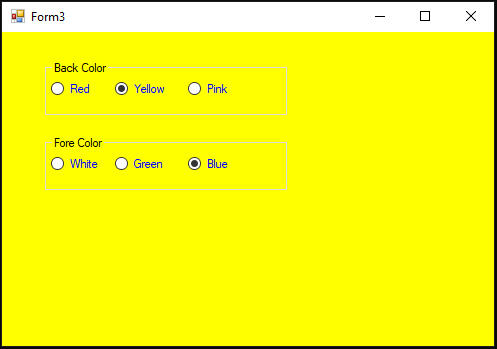 Form3
Back Color
Red Yellow Pink
Fore Color
White Green Blue